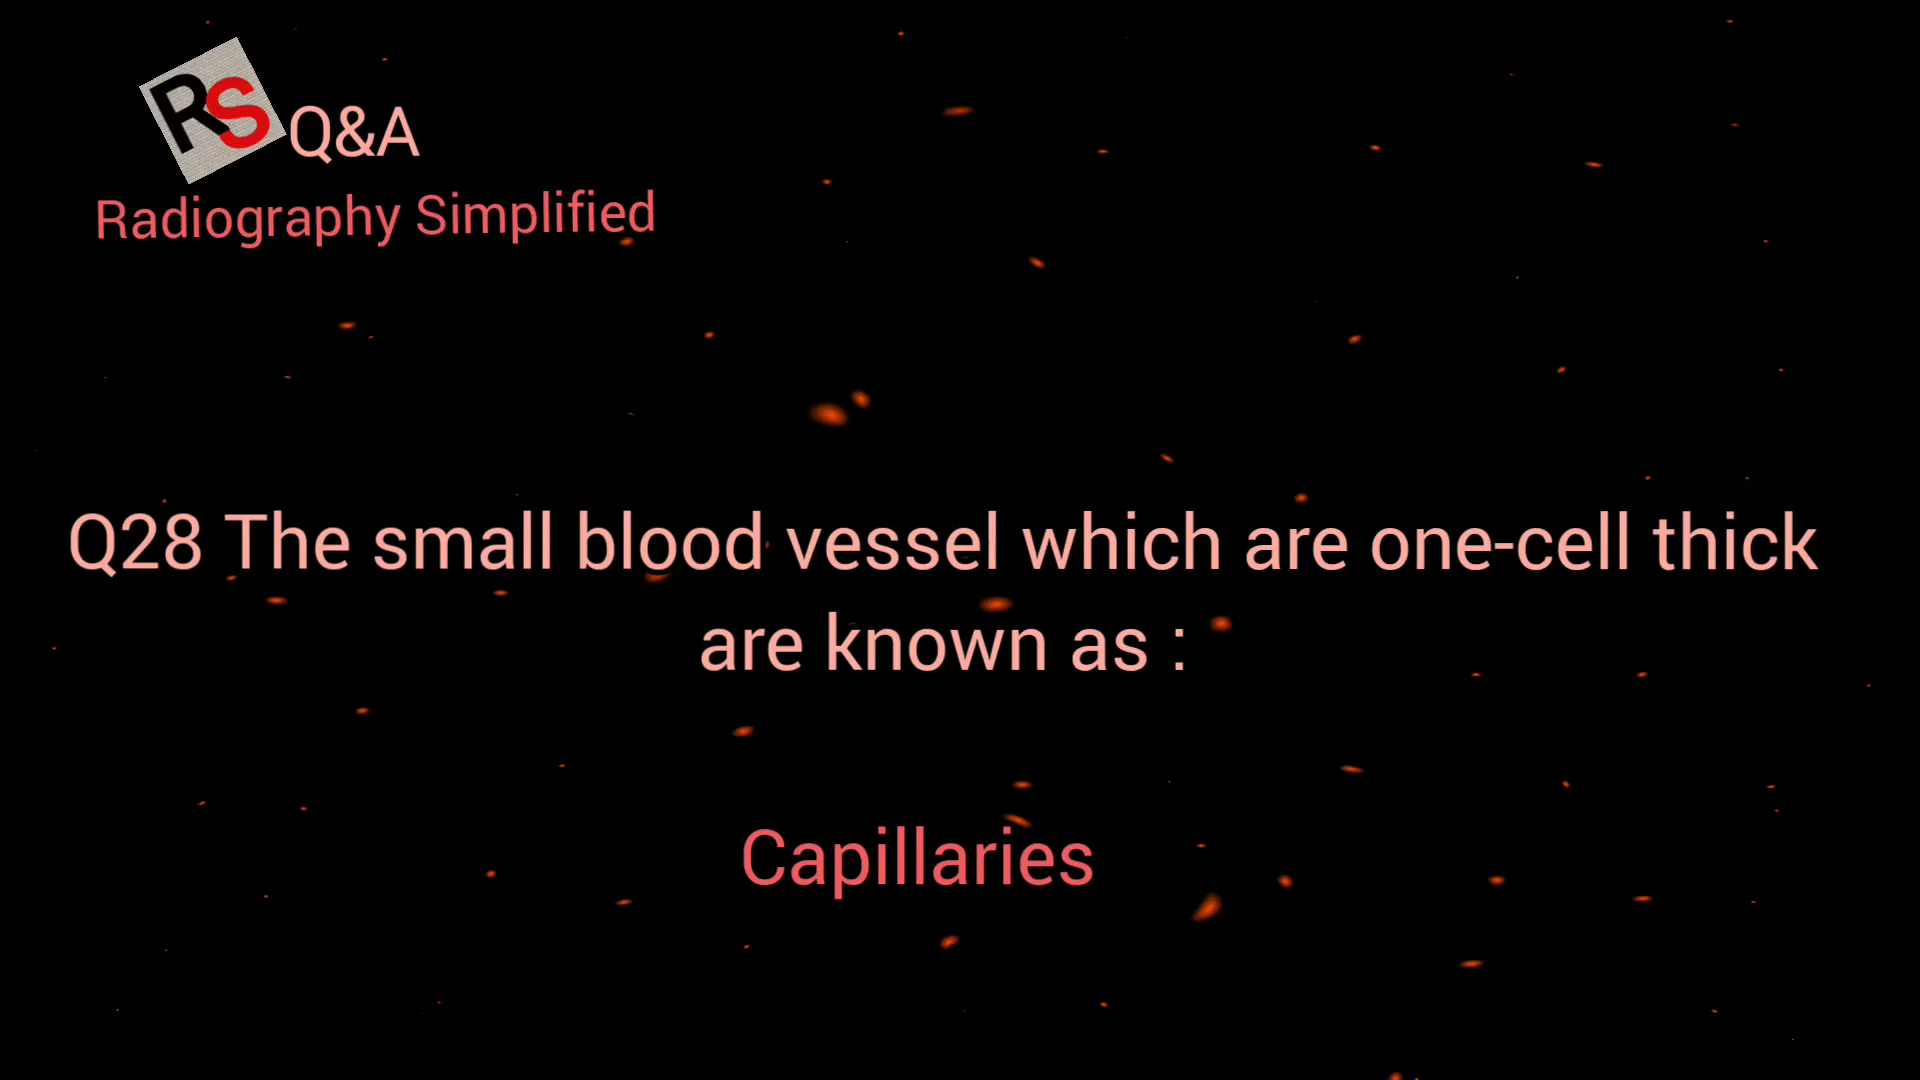 RS Q&A
Radiography Simplified
Q28 The small blood vessel which are one-cell thick
are known as :
Capillaries